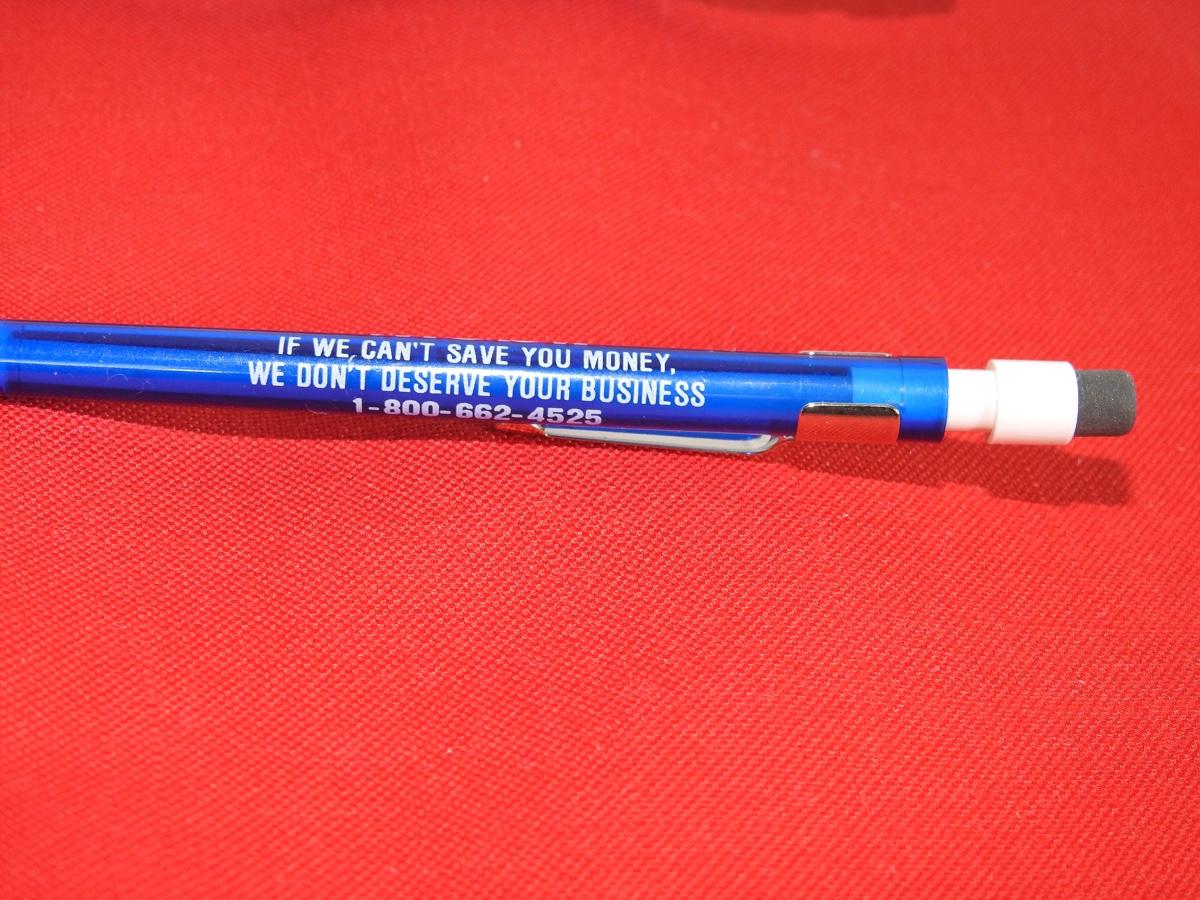 IF WE CAN'T SAVE YOU MONEY,
WE DON'T DESERVE YOUR BUSINESS
1-800-662-4525